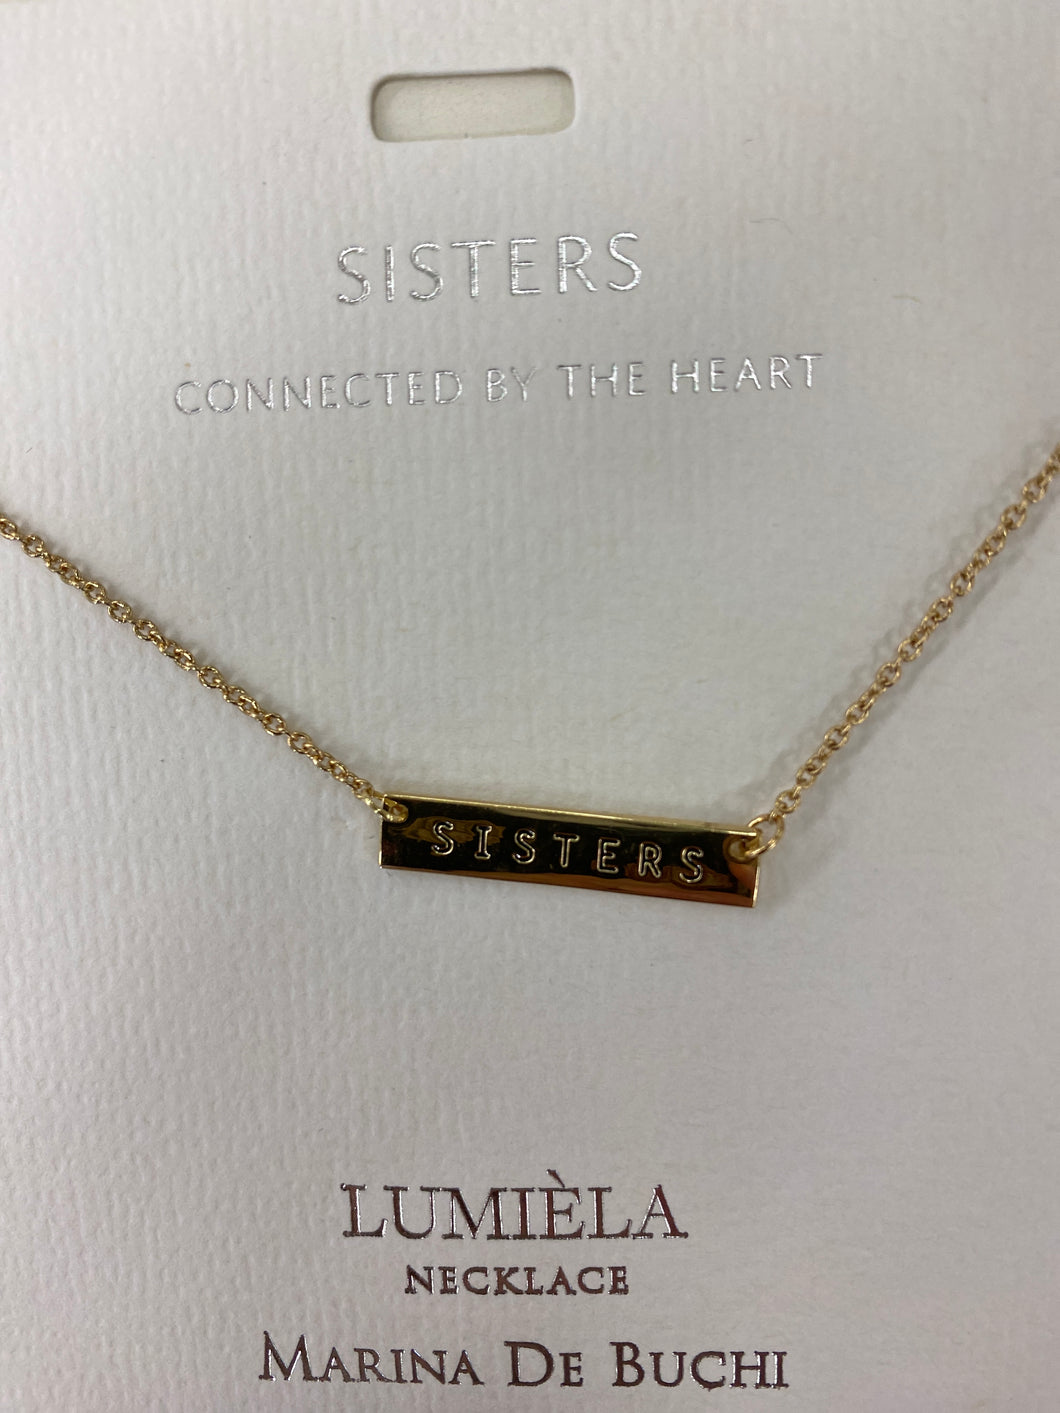 SISTERS
CONNECTED BY THE HEART
SISTERS
LUMIÈLA
NECKLACE
MARINA DE BUCHI